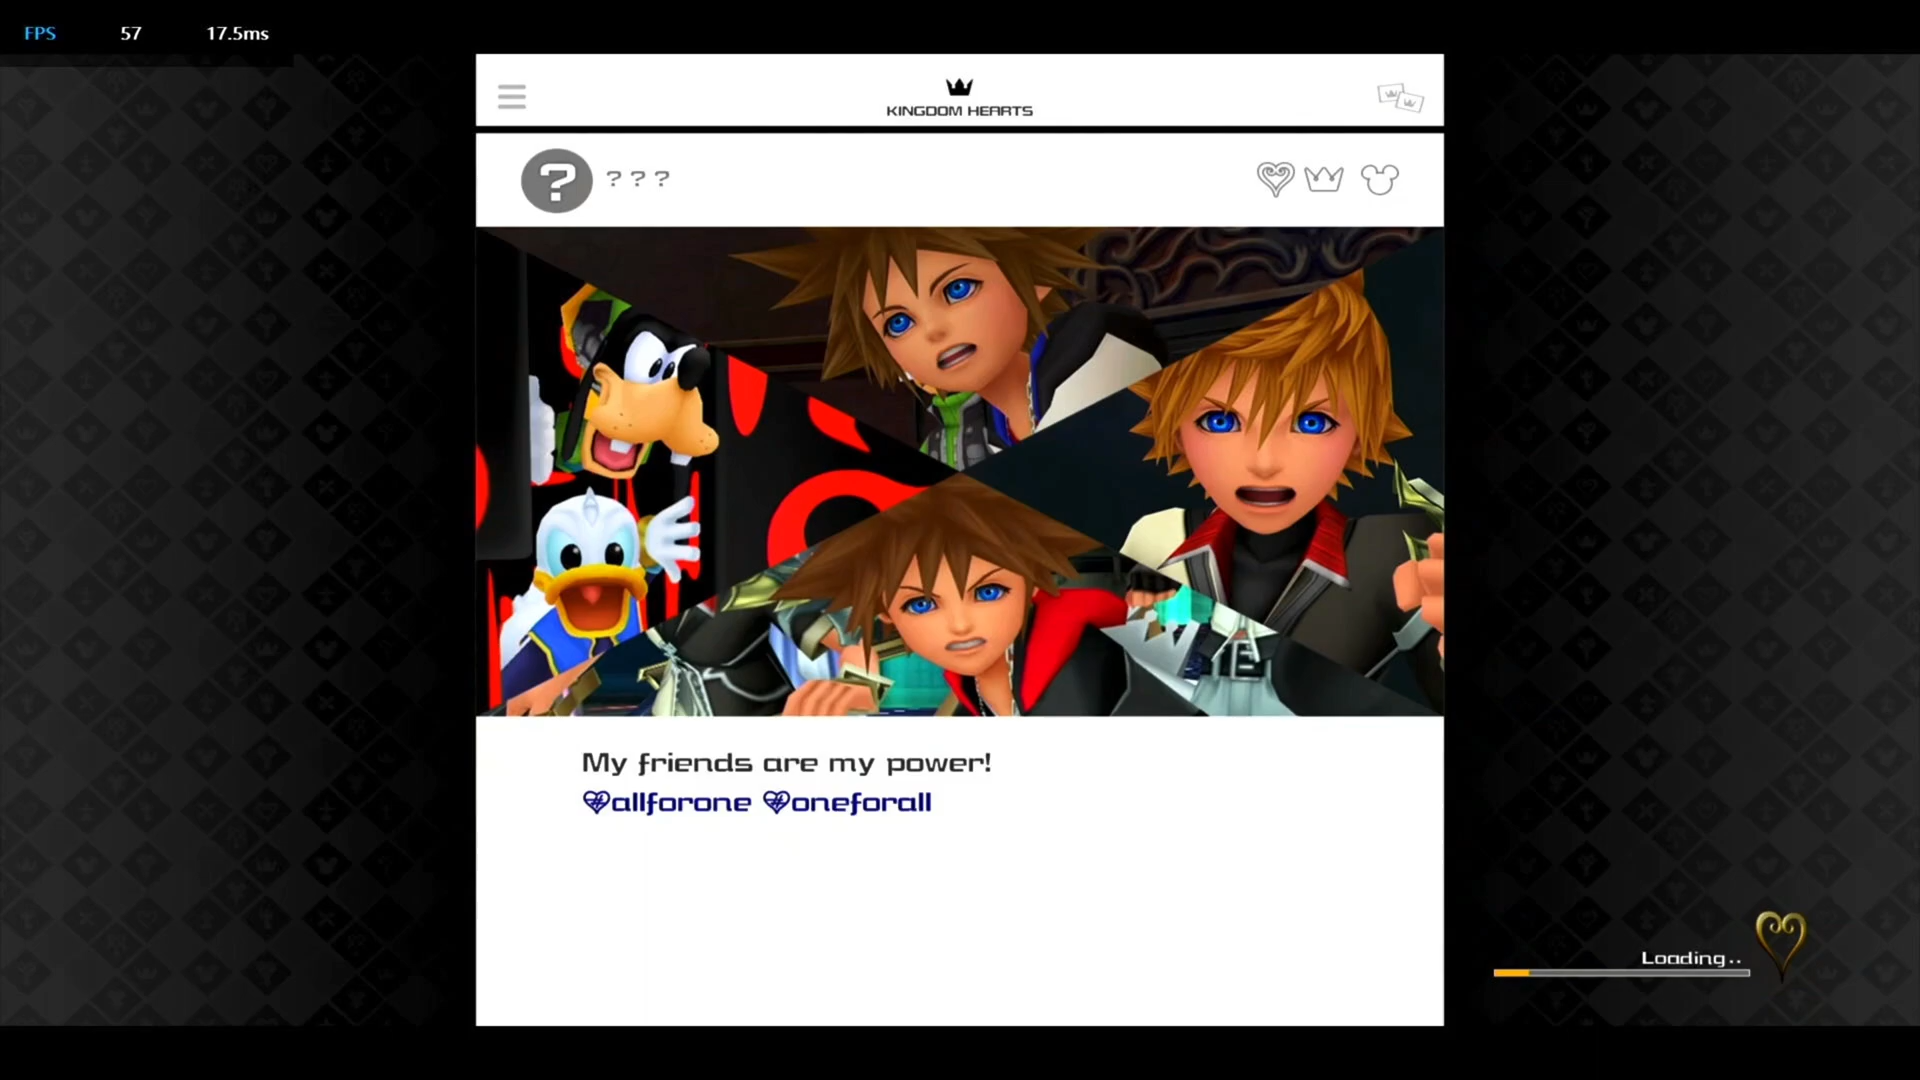 FPS 57 17.5ms
KINGDOM HEARTS
? ? ? ?
My friends are my power!
#allforone #oneforall
Loading..